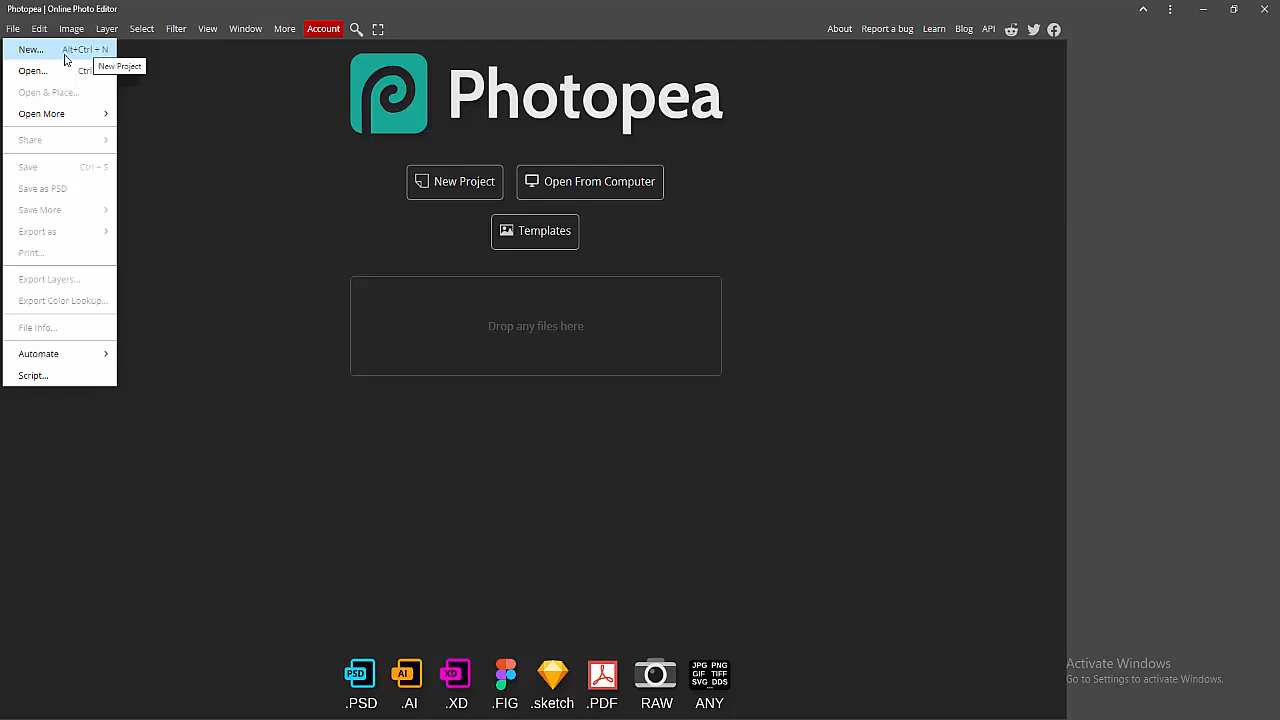 Photopea | Online Photo Editor
File Edit Image Layer Select Filter View Window More Account
About Report a bug Learn Blog API
New... Alt+Ctrl + N
New Project
Open... Ctrl
Open & Place...
Open More
Share
Save Ctrl + S
Save as PSD
Save More
Export as
Print...
Export Layers...
Export Color Lookup...
File Info...
Automate
Script...
Photopea
New Project
Open From Computer
Templates
Drop any files here
PSD
AI
XD
JPG PNG
GIF TIFF
SVG DDS
.PSD .AI .XD .FIG .sketch .PDF RAW ANY
Activate Windows
Go to Settings to activate Windows.